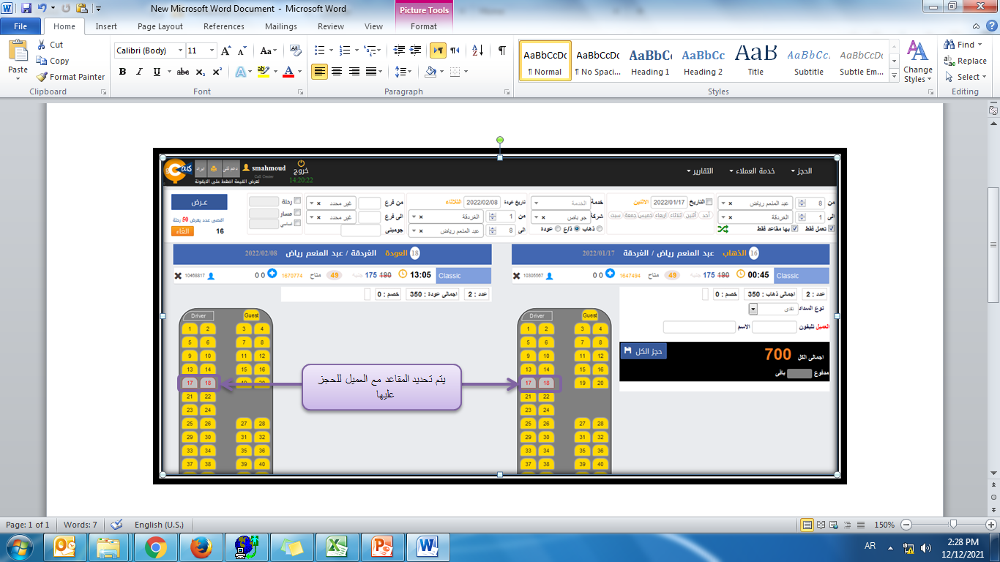 New Microsoft Word Document - Microsoft Word
Picture Tools
File Home Insert Page Layout References Mailings Review View Format
Paste
Cut
Copy
Format Painter
Clipboard
Calibri (Body) 11
Font
Paragraph
AaBbCcDc AaBbCcDc AaBbCc AaBbCc AaB AaBbCc. AaBbCcDc
¶ Normal ¶ No Spaci... Heading 1 Heading 2 Title Subtitle Subtle Em...
Change Styles
Styles
Find
Replace
Select
Editing
الحجز خدمة العملاء التقارير
خروج
14:20:22
smahmoud
Call Center
دعم فني
ايراد
لعرض القيمة اضغط على الايقونة
من 8 عبد المنعم رياض
الى 1 الغردقة
تعمل فقط بها مقاعد فقط
التاريخ 2022/01/17 الاثنين
أحد أثنين ثلاثاء أربعاء خميس جمعة سبت
خدمة الخدمة
شركة جو باص
ذهاب ذ/ع عودة
تاريخ عودة 2022/02/08 الثلاثاء
من 1 الغردقة
الى 8 عبد المنعم رياض
من فرع غير محدد
الى فرع غير محدد
جوميني
رحلة
مسار
اساسي
عـرض
اقصى عدد يعرض 50 رحلة
16
الغاء
16 الذهاب عبد المنعم رياض / الغردقة 2022/01/17
Classic 00:45 190 175 جنيه 49 متاح 1647494 0 0 10305567
عدد : 2 اجمالى ذهاب : 350 خصم : 0
نوع السداد نقدى
العميل تليفون الاسم
اجمالى الكل 700
حجز الكل
مدفوع باقى
18 العودة الغردقة / عبد المنعم رياض 2022/02/08
Classic 13:05 190 175 جنيه 49 متاح 1670774 0 0 10468817
عدد : 2 اجمالى عودة : 350 خصم : 0
Driver Guest
1 2 3 4
5 6 7 8
9 10 11 12
13 14 15 16
17 18 19 20
21 22
23 24
25 26 27 28
29 30 31 32
33 34 35 36
37 38 39 40
يتم تحديد المقاعد مع العميل للحجز
عليها
Driver Guest
1 2 3 4
5 6 7 8
9 10 11 12
13 14 15 16
17 18 19 20
21 22
23 24
25 26 27 28
29 30 31 32
33 34 35 36
37 38 39 40
Page: 1 of 1 Words: 7 English (U.S.) 150%
AR 2:28 PM
12/12/2021